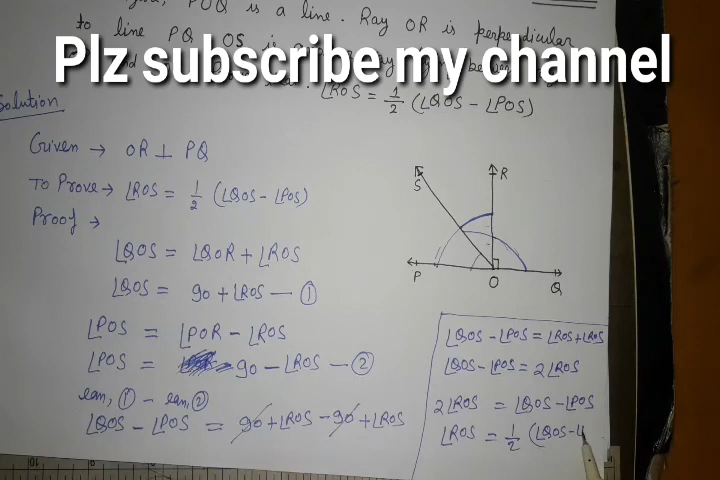 POQ is a line. Ray OR is perpendicular
to line PQ. OS is
Plz subscribe my channel
∠ROS = 1/2 (∠QOS - ∠POS)
Solution
Given → OR ⊥ PQ
To Prove → ∠ROS = 1/2 (∠QOS - ∠POS)
Proof →
∠QOS = ∠QOR + ∠ROS
∠QOS = 90 + ∠ROS — ①
∠POS = ∠POR - ∠ROS
∠POS = 90 - ∠ROS — ②
eqn, ① - eqn, ②
∠QOS - ∠POS = 90 + ∠ROS - 90 + ∠ROS
S R
P O Q
∠QOS - ∠POS = ∠ROS + ∠ROS
∠QOS - ∠POS = 2∠ROS
2∠ROS = ∠QOS - ∠POS
∠ROS = 1/2 (∠QOS - ∠